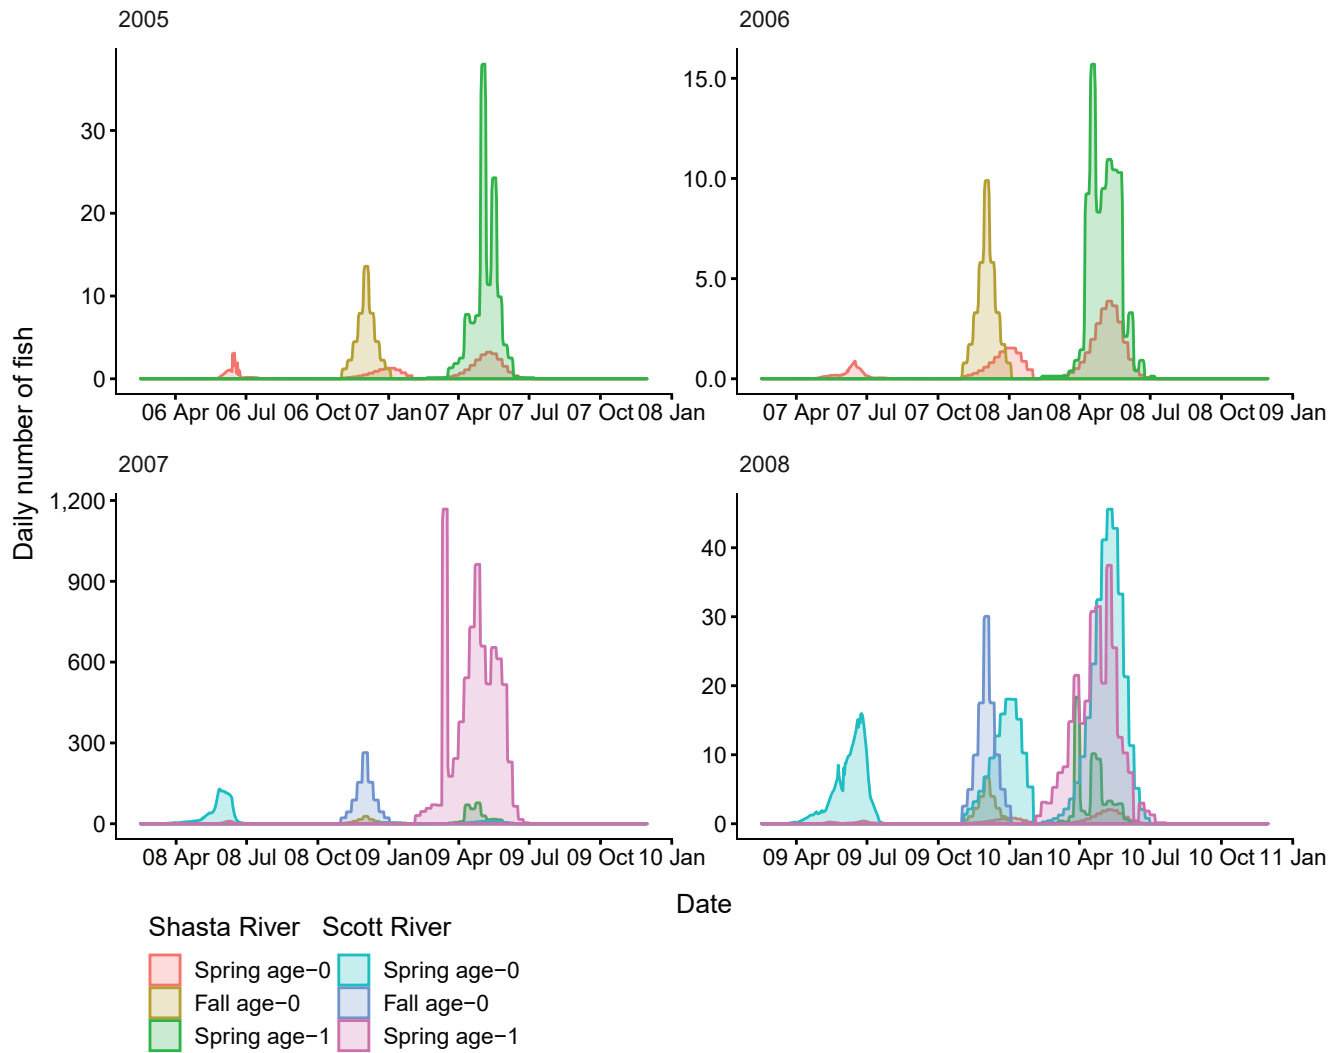 2005
2006
Daily number of fish
30
20
10
0
06 Apr 06 Jul 06 Oct 07 Jan 07 Apr 07 Jul 07 Oct 08 Jan
15.0
10.0
5.0
0.0
07 Apr 07 Jul 07 Oct 08 Jan 08 Apr 08 Jul 08 Oct 09 Jan
2007
2008
1,200
900
600
300
0
08 Apr 08 Jul 08 Oct 09 Jan 09 Apr 09 Jul 09 Oct 10 Jan
40
30
20
10
0
09 Apr 09 Jul 09 Oct 10 Jan 10 Apr 10 Jul 10 Oct 11 Jan
Date
Shasta River Scott River
Spring age−0 Spring age−0
Fall age−0 Fall age−0
Spring age−1 Spring age−1